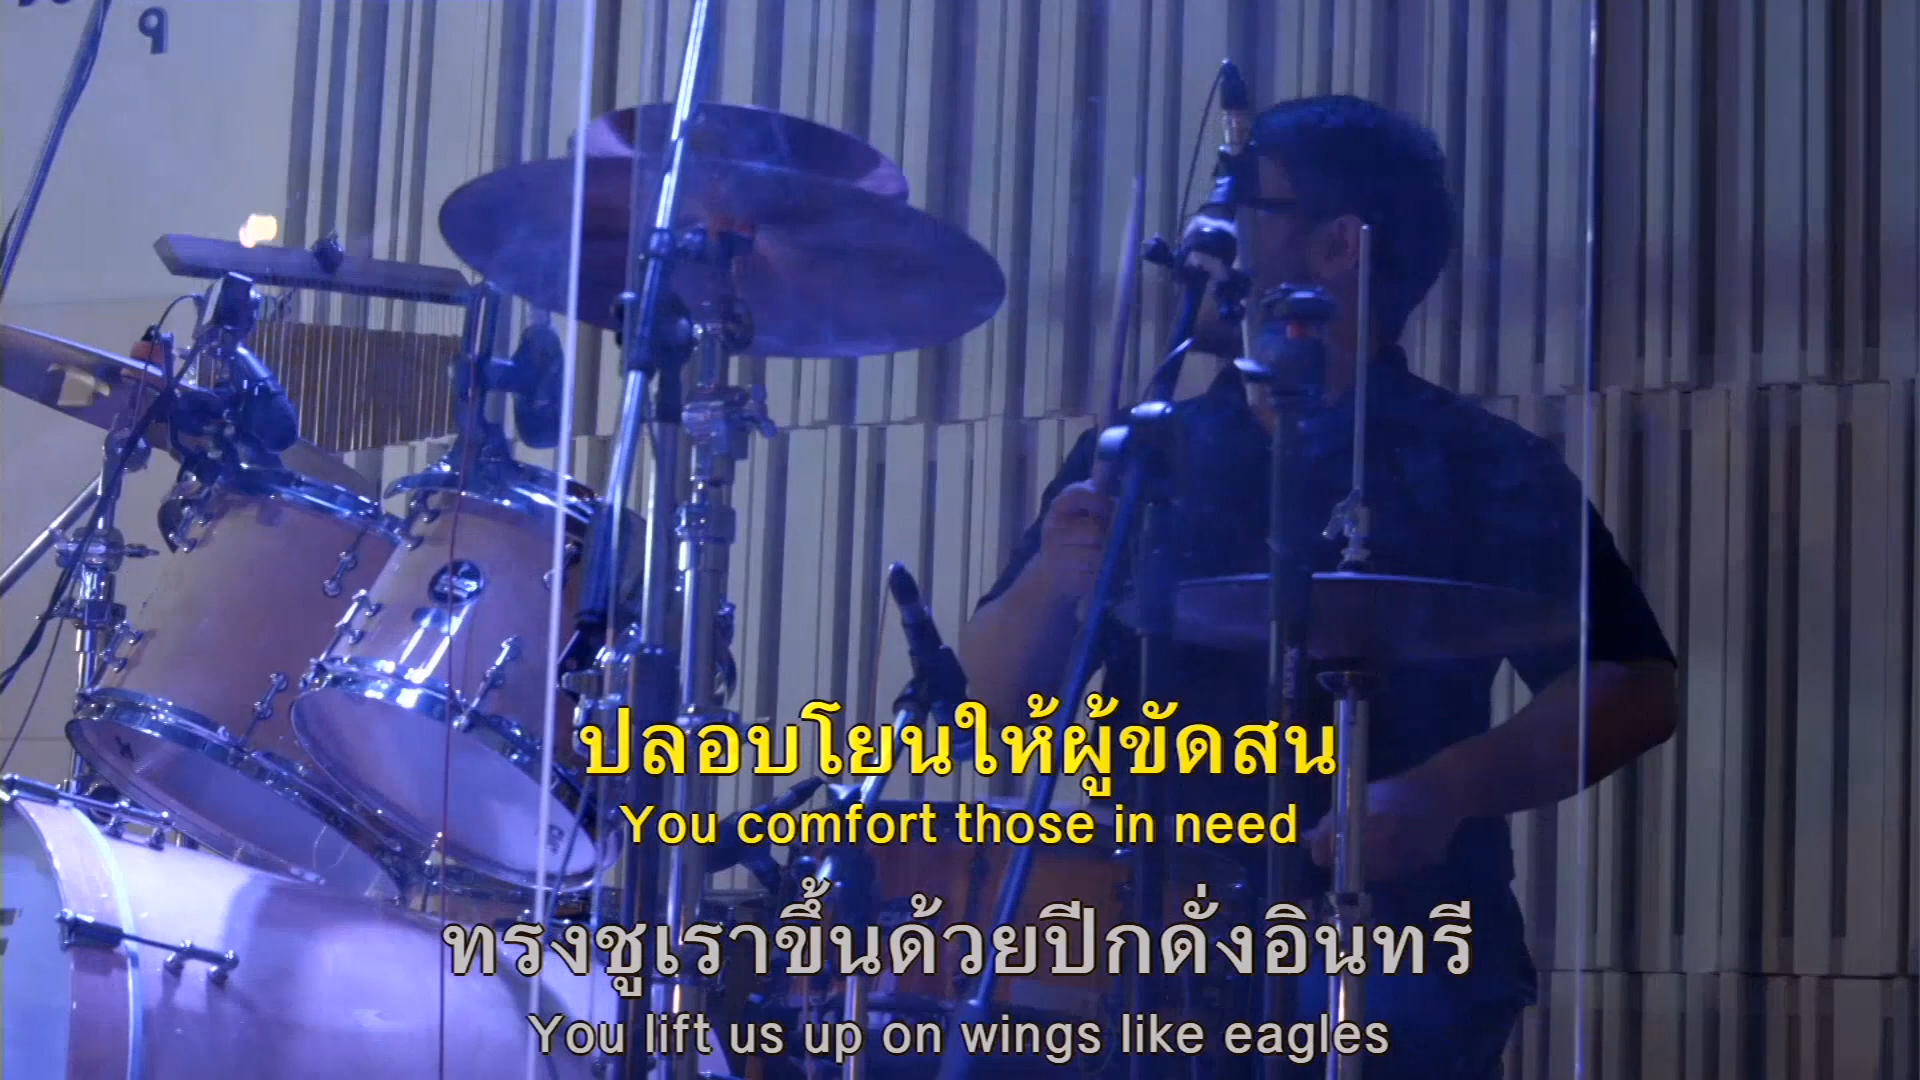 ๆ
ปลอบโยนให้ผู้ขัดสน
You comfort those in need
ทรงชูเราขึ้นด้วยปีกดั่งอินทรี
You lift us up on wings like eagles